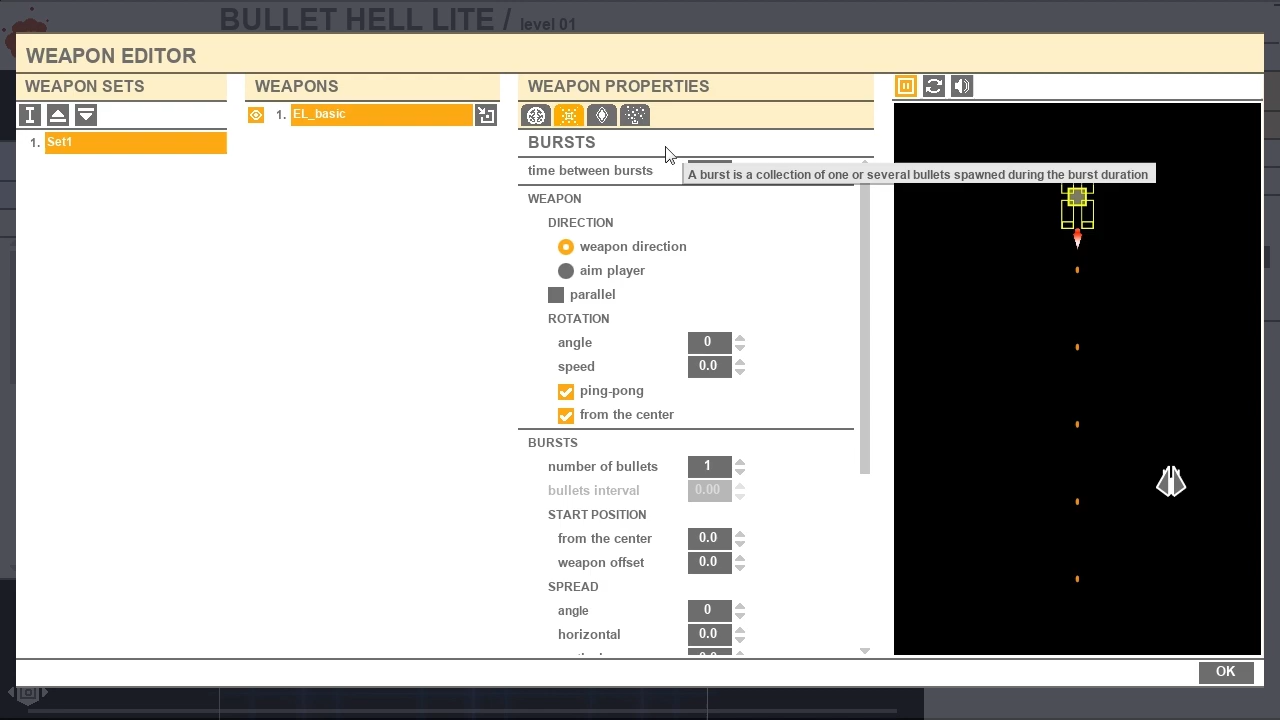 BULLET HELL LITE / level 01
WEAPON EDITOR
WEAPON SETS
WEAPONS
WEAPON PROPERTIES
1. EL_basic
1. Set1
BURSTS
time between bursts
A burst is a collection of one or several bullets spawned during the burst duration
WEAPON
DIRECTION
weapon direction
aim player
parallel
ROTATION
angle 0
speed 0.0
ping-pong
from the center
BURSTS
number of bullets 1
bullets interval 0.00
START POSITION
from the center 0.0
weapon offset 0.0
SPREAD
angle 0
horizontal 0.0
OK